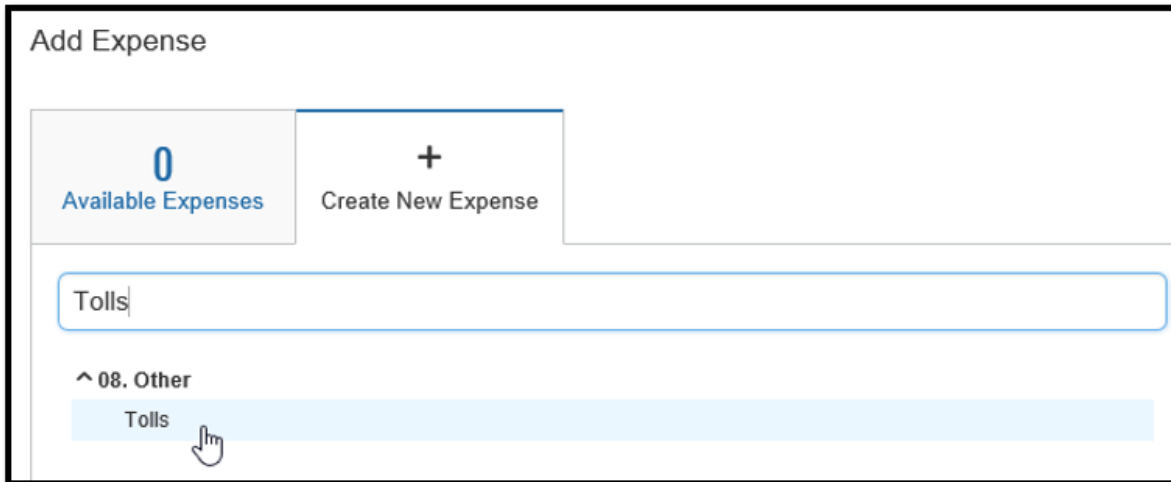 Add Expense
0
Available Expenses
+
Create New Expense
Tolls
08. Other
Tolls